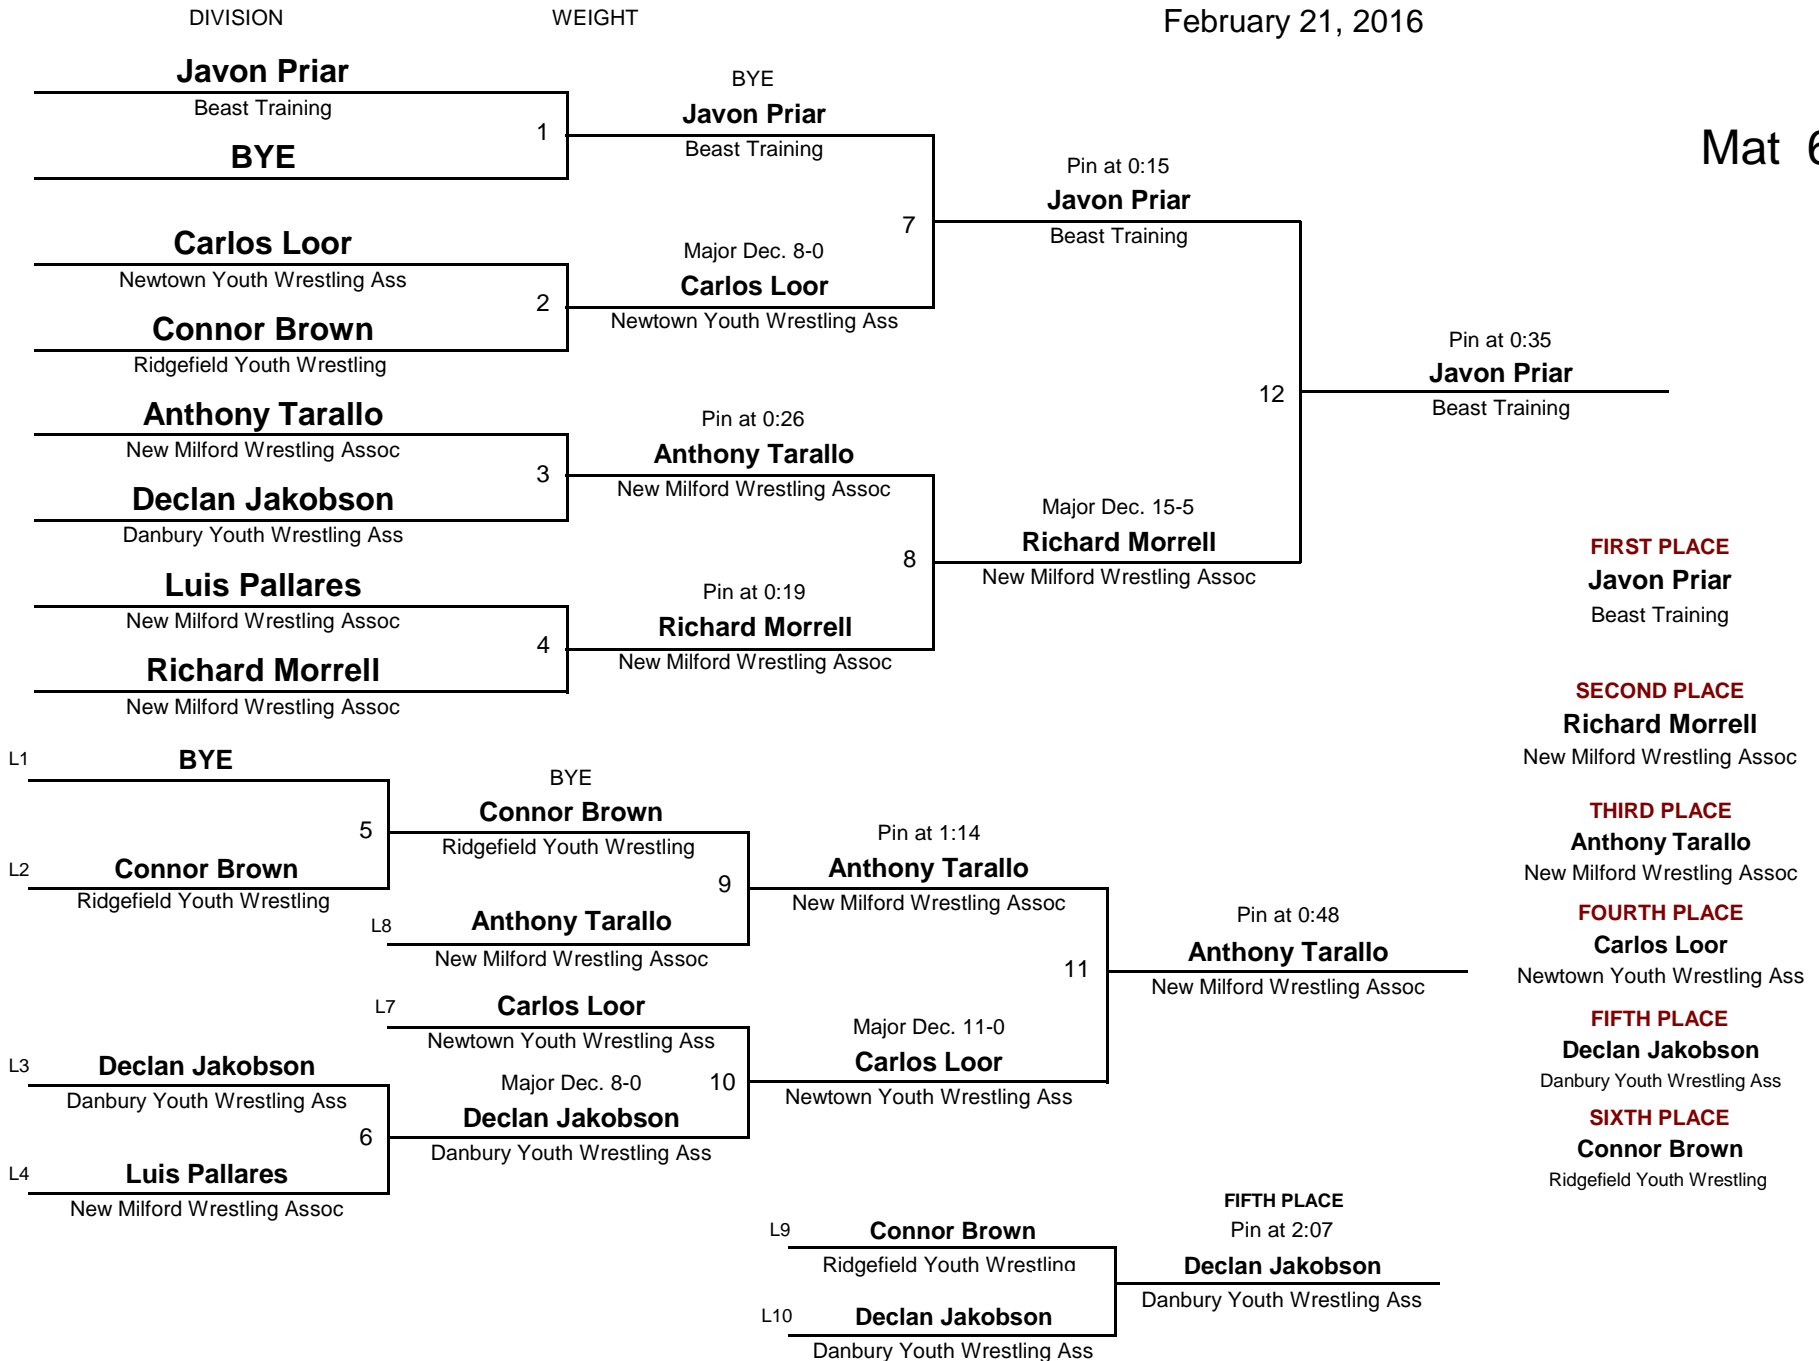 DIVISION WEIGHT February 21, 2016
Mat 6
Javon Priar
Beast Training
1
BYE
Carlos Loor
Newtown Youth Wrestling Ass
2
Connor Brown
Ridgefield Youth Wrestling
Anthony Tarallo
New Milford Wrestling Assoc
3
Declan Jakobson
Danbury Youth Wrestling Ass
Luis Pallares
New Milford Wrestling Assoc
4
Richard Morrell
New Milford Wrestling Assoc
BYE
Javon Priar
Beast Training
7
Major Dec. 8-0
Carlos Loor
Newtown Youth Wrestling Ass
Pin at 0:26
Anthony Tarallo
New Milford Wrestling Assoc
8
Pin at 0:19
Richard Morrell
New Milford Wrestling Assoc
Pin at 0:15
Javon Priar
Beast Training
12
Major Dec. 15-5
Richard Morrell
New Milford Wrestling Assoc
Pin at 0:35
Javon Priar
Beast Training
L1 BYE
5
L2 Connor Brown
Ridgefield Youth Wrestling
L3 Declan Jakobson
Danbury Youth Wrestling Ass
6
L4 Luis Pallares
New Milford Wrestling Assoc
BYE
Connor Brown
Ridgefield Youth Wrestling
9
L8 Anthony Tarallo
New Milford Wrestling Assoc
L7 Carlos Loor
Newtown Youth Wrestling Ass
Major Dec. 8-0 10
Declan Jakobson
Danbury Youth Wrestling Ass
Pin at 1:14
Anthony Tarallo
New Milford Wrestling Assoc
11
Major Dec. 11-0
Carlos Loor
Newtown Youth Wrestling Ass
Pin at 0:48
Anthony Tarallo
New Milford Wrestling Assoc
L9 Connor Brown
Ridgefield Youth Wrestling
L10 Declan Jakobson
Danbury Youth Wrestling Ass
FIFTH PLACE
Pin at 2:07
Declan Jakobson
Danbury Youth Wrestling Ass
FIRST PLACE
Javon Priar
Beast Training
SECOND PLACE
Richard Morrell
New Milford Wrestling Assoc
THIRD PLACE
Anthony Tarallo
New Milford Wrestling Assoc
FOURTH PLACE
Carlos Loor
Newtown Youth Wrestling Ass
FIFTH PLACE
Declan Jakobson
Danbury Youth Wrestling Ass
SIXTH PLACE
Connor Brown
Ridgefield Youth Wrestling